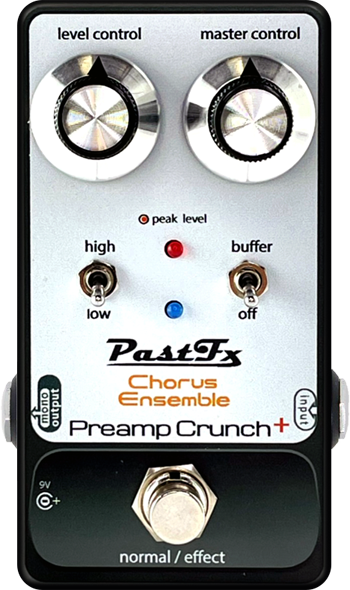 level control
master control
peak level
high
buffer
low
off
PastFx
Chorus
Ensemble
mono
output
input
Preamp Crunch+
9V
+
normal / effect